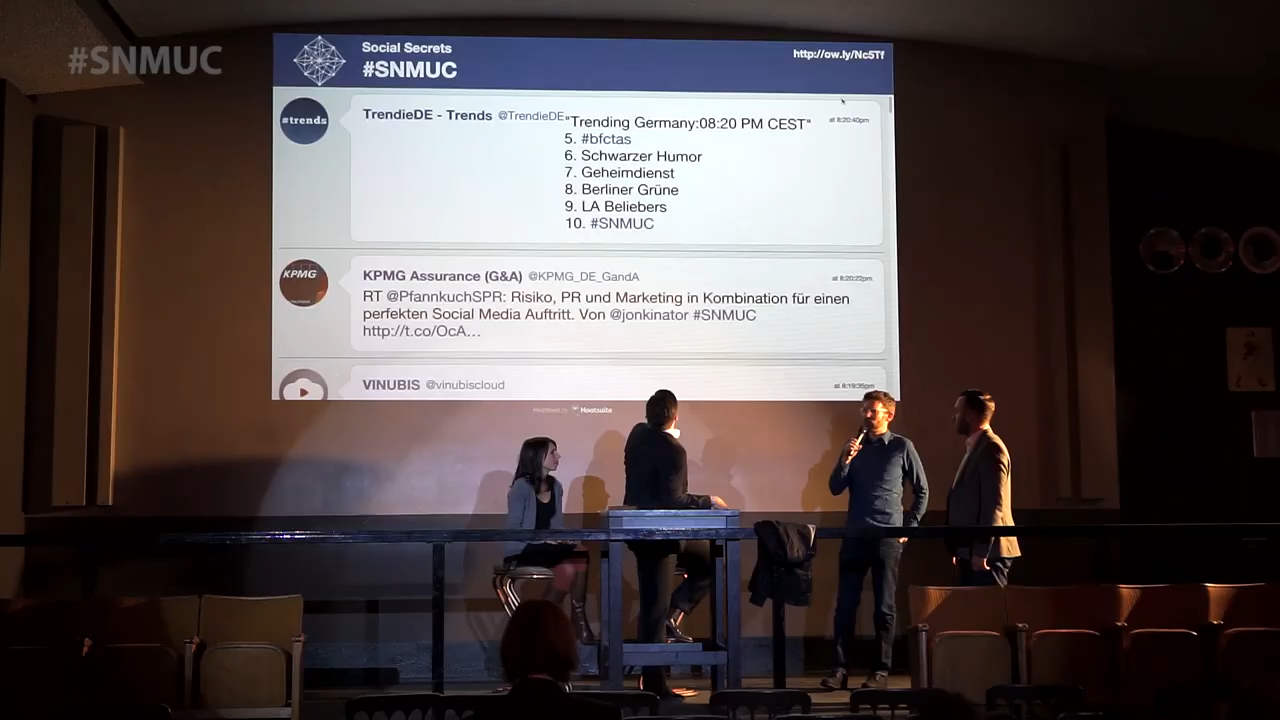 #SNMUC
Social Secrets
#SNMUC
http://ow.ly/Nc5Tf
#trends
TrendieDE - Trends @TrendieDE
"Trending Germany:08:20 PM CEST"
at 8:20:40pm
5. #bfctas
6. Schwarzer Humor
7. Geheimdienst
8. Berliner Grüne
9. LA Beliebers
10. #SNMUC
KPMG
KPMG Assurance (G&A) @KPMG_DE_GandA
at 8:20:22pm
RT @PfannkuchSPR: Risiko, PR und Marketing in Kombination für einen
perfekten Social Media Auftritt. Von @jonkinator #SNMUC
http://t.co/OcA…
VINUBIS @vinubiscloud
at 8:19:35pm
Hootsuite